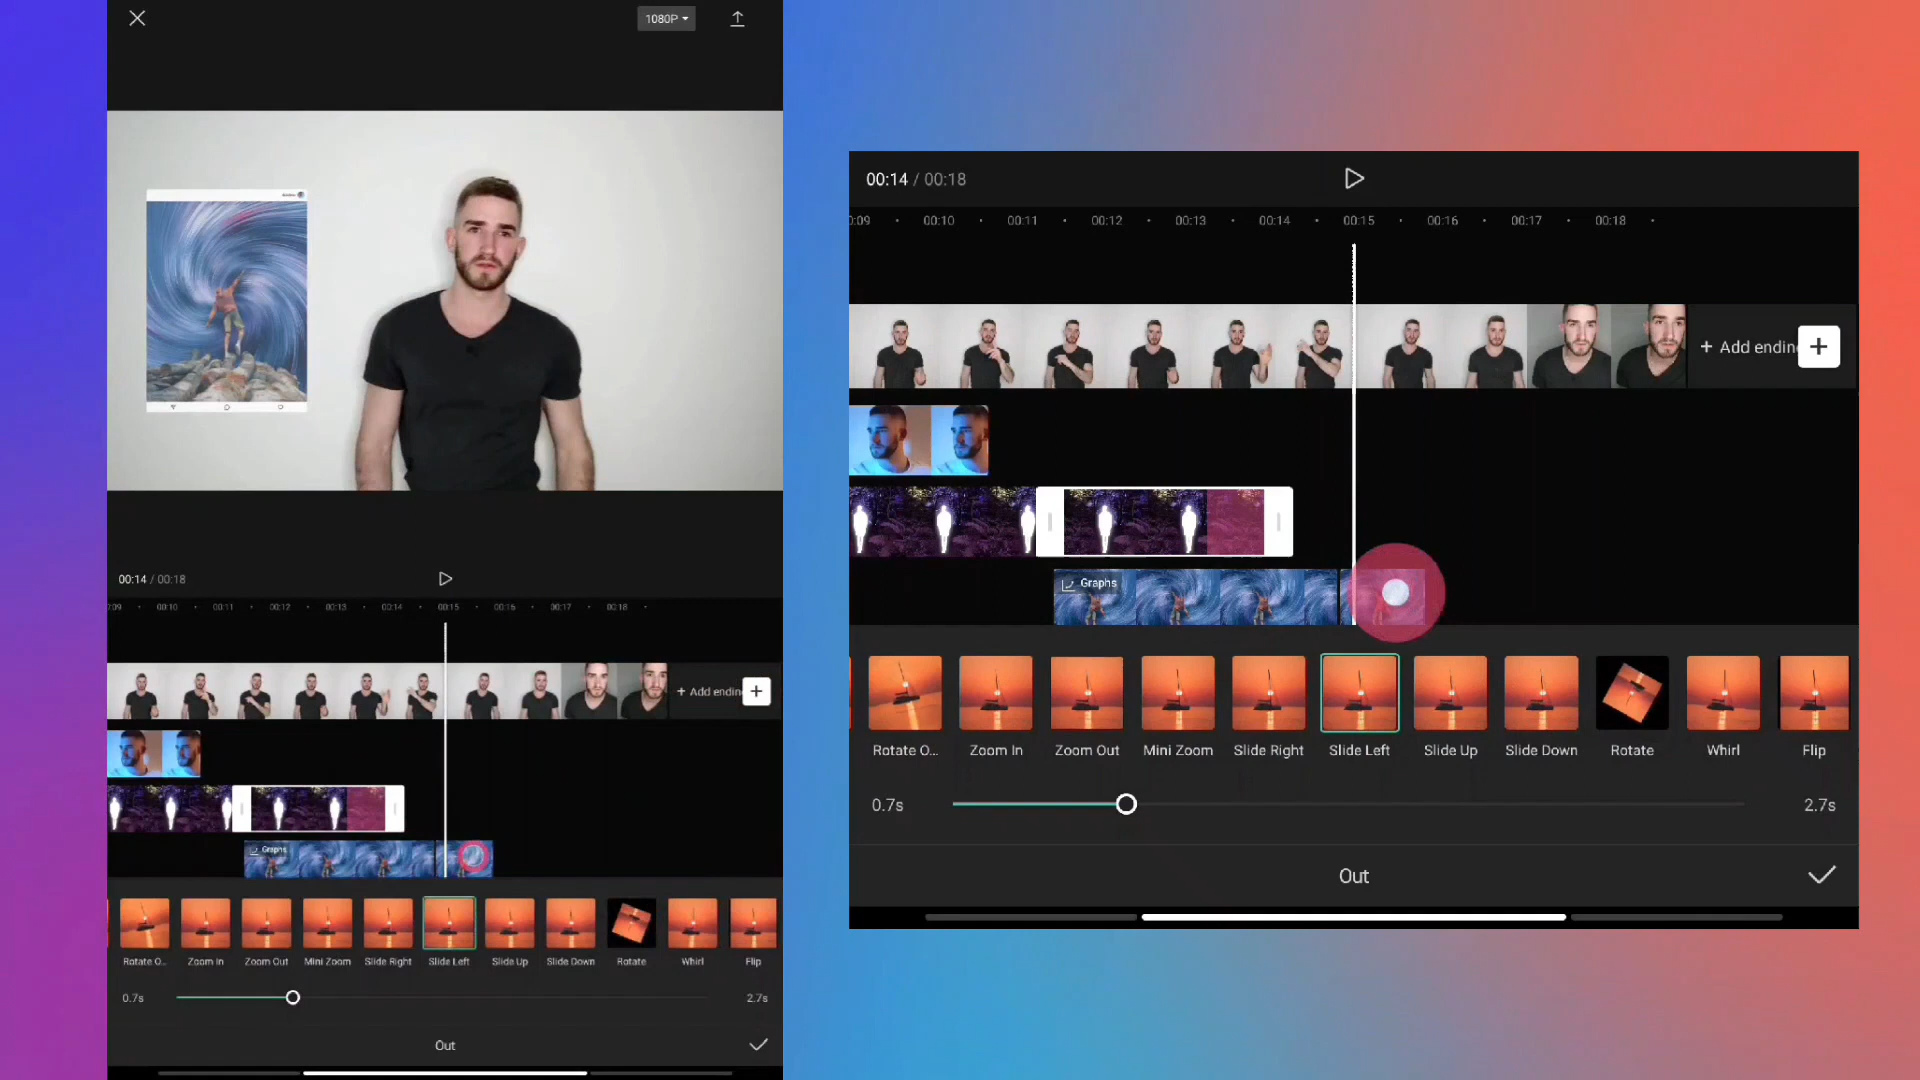 1080P
00:14 / 00:18
:09 00:10 00:11 00:12 00:13 00:14 00:15 00:16 00:17 00:18
+ Add endin +
Graphs
Rotate O... Zoom In Zoom Out Mini Zoom Slide Right Slide Left Slide Up Slide Down Rotate Whirl Flip
0.7s 2.7s
Out
00:14 / 00:18
0:09 00:10 00:11 00:12 00:13 00:14 00:15 00:16 00:17 00:18
+ Add endin +
Graphs
Rotate O... Zoom In Zoom Out Mini Zoom Slide Right Slide Left Slide Up Slide Down Rotate Whirl Flip
0.7s 2.7s
Out